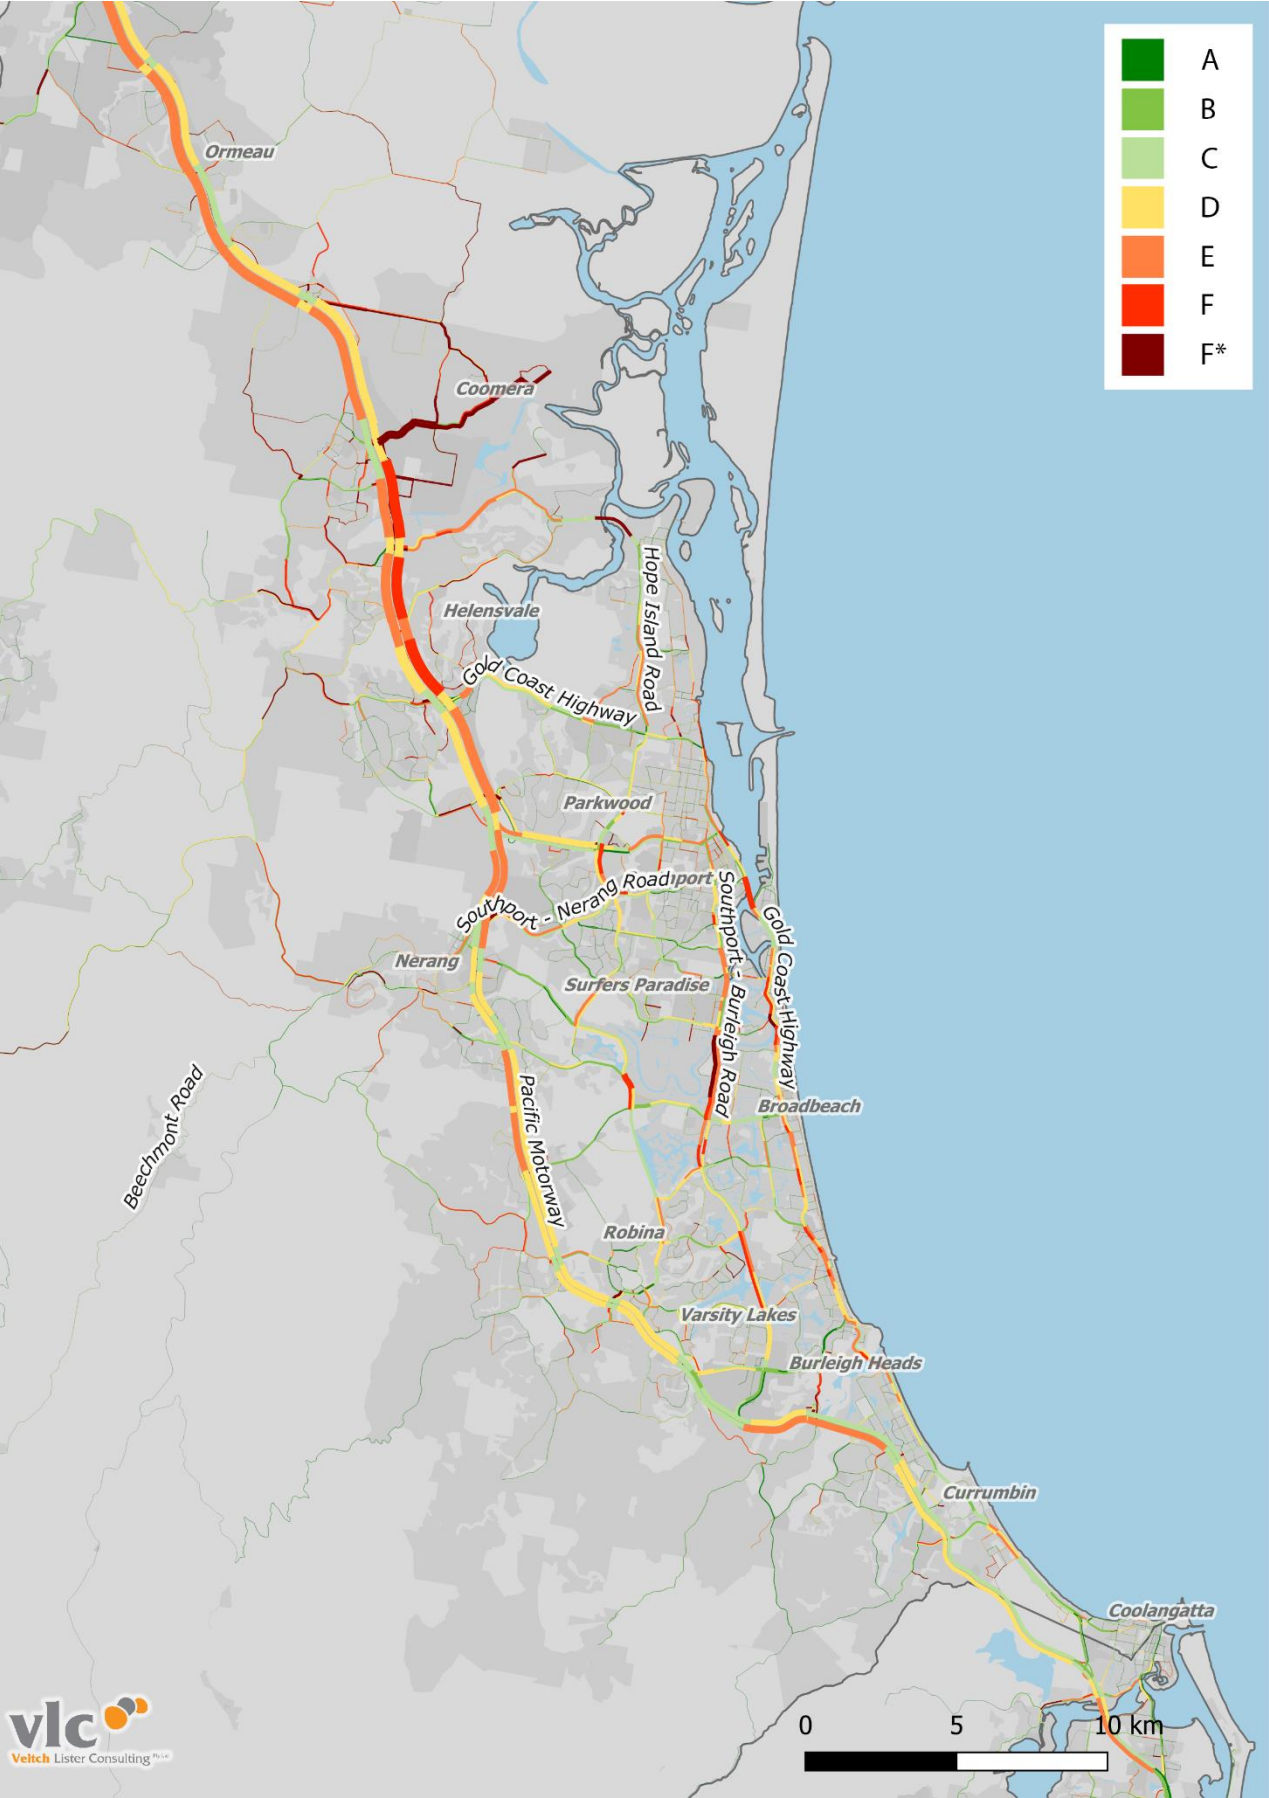 A
B
C
D
E
F
F*
Ormeau
Coomera
Hope Island Road
Helensvale
Gold Coast Highway
Parkwood
Southport - Nerang Road
port
Southport - Burleigh Road
Gold Coast Highway
Nerang
Surfers Paradise
Pacific Motorway
Beechmont Road
Broadbeach
Robina
Varsity Lakes
Burleigh Heads
Currumbin
Coolangatta
vlc
Veitch Lister Consulting
0 5 10 km